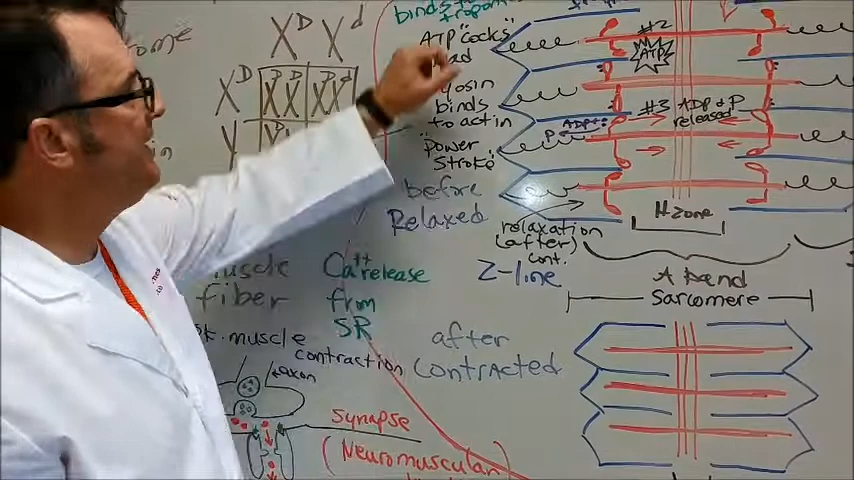 binds to
tropon
ATP "cocks"
head
myosin
binds
to actin
"power
Stroke"
before
Relaxed
#2
ATP
#3
ADP + P
released
ADP +
P
relaxation
(after)
cont.
H zone
Z-line
A Band
Sarcomere
X^D X^d
X^D
X^D X^D
X^D X^d
Y
muscle
fiber
Ca++ release
from
SR
sk. muscle
contraction
axon
Synapse
(Neuromuscular
after
contracted